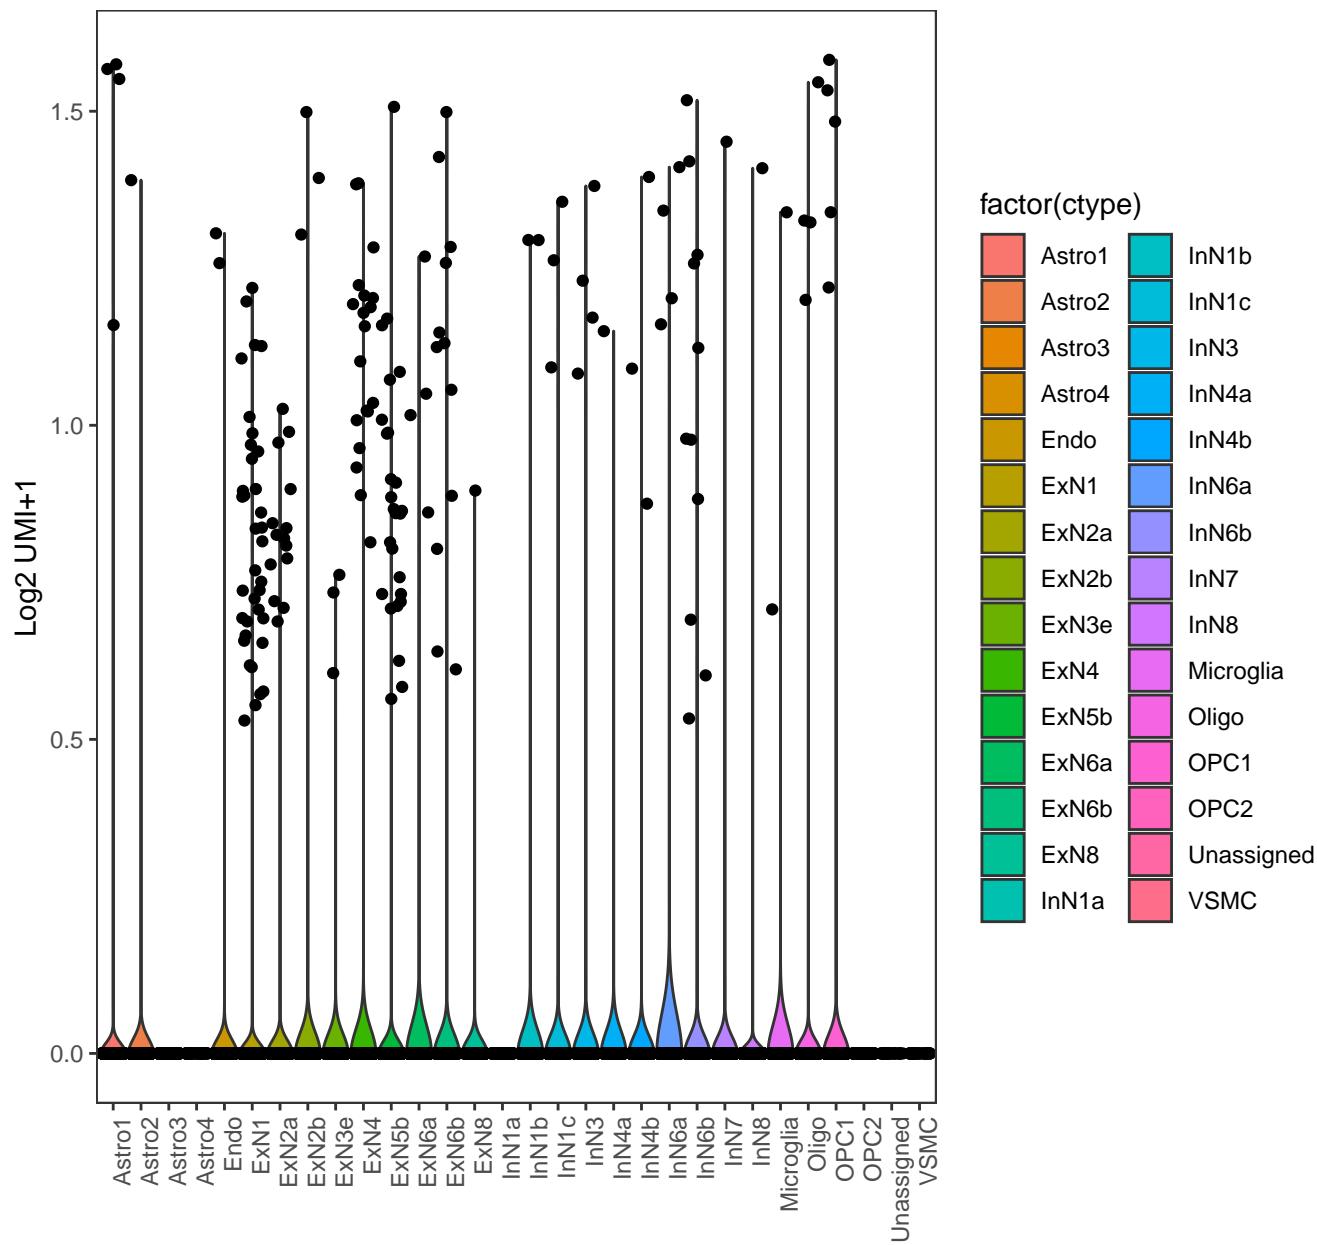 1.5
1.0
0.5
0.0
Log2 UMI+1
Astro1
Astro2
Astro3
Astro4
Endo
ExN1
ExN2a
ExN2b
ExN3e
ExN4
ExN5b
ExN6a
ExN6b
ExN8
InN1a
InN1b
InN1c
InN3
InN4a
InN4b
InN6a
InN6b
InN7
InN8
Microglia
Oligo
OPC1
OPC2
Unassigned
VSMC
factor(ctype)
Astro1
Astro2
Astro3
Astro4
Endo
ExN1
ExN2a
ExN2b
ExN3e
ExN4
ExN5b
ExN6a
ExN6b
ExN8
InN1a
InN1b
InN1c
InN3
InN4a
InN4b
InN6a
InN6b
InN7
InN8
Microglia
Oligo
OPC1
OPC2
Unassigned
VSMC